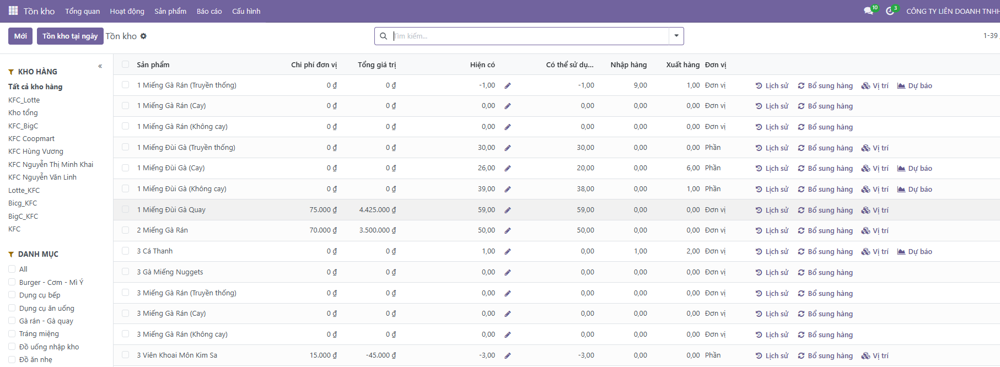 Tồn kho Tổng quan Hoạt động Sản phẩm Báo cáo Cấu hình 10 3 CÔNG TY LIÊN DOANH TNHH
Mới Tồn kho tại ngày Tồn kho Tìm kiếm... 1-39
KHO HÀNG
Tất cả kho hàng
KFC_Lotte
Kho tổng
KFC_BigC
KFC Coopmart
KFC Hùng Vương
KFC Nguyễn Thị Minh Khai
KFC Nguyễn Văn Linh
Lotte_KFC
Bicg_KFC
BigC_KFC
KFC
DANH MỤC
All
Burger - Cơm - Mì Ý
Dụng cụ bếp
Dụng cụ ăn uống
Gà rán - Gà quay
Tráng miệng
Đồ uống nhập kho
Đồ ăn nhẹ
Sản phẩm Chi phí đơn vị Tổng giá trị Hiện có Có thể sử dụ... Nhập hàng Xuất hàng Đơn vị
1 Miếng Gà Rán (Truyền thống) 0 ₫ 0 ₫ -1,00 -1,00 9,00 1,00 Đơn vị Lịch sử Bổ sung hàng Vị trí Dự báo
1 Miếng Gà Rán (Cay) 0 ₫ 0 ₫ 0,00 0,00 0,00 0,00 Đơn vị Lịch sử Bổ sung hàng
1 Miếng Gà Rán (Không cay) 0 ₫ 0 ₫ 0,00 0,00 0,00 0,00 Đơn vị Lịch sử Bổ sung hàng
1 Miếng Đùi Gà (Truyền thống) 0 ₫ 0 ₫ 30,00 30,00 0,00 0,00 Phần Lịch sử Bổ sung hàng Vị trí
1 Miếng Đùi Gà (Cay) 0 ₫ 0 ₫ 26,00 20,00 0,00 6,00 Phần Lịch sử Bổ sung hàng Vị trí Dự báo
1 Miếng Đùi Gà (Không cay) 0 ₫ 0 ₫ 39,00 38,00 0,00 1,00 Phần Lịch sử Bổ sung hàng Vị trí Dự báo
1 Miếng Đùi Gà Quay 75.000 ₫ 4.425.000 ₫ 59,00 59,00 0,00 0,00 Đơn vị Lịch sử Bổ sung hàng Vị trí
2 Miếng Gà Rán 70.000 ₫ 3.500.000 ₫ 50,00 50,00 0,00 0,00 Đơn vị Lịch sử Bổ sung hàng Vị trí
3 Cá Thanh 0 ₫ 0 ₫ 1,00 0,00 1,00 2,00 Đơn vị Lịch sử Bổ sung hàng Vị trí Dự báo
3 Gà Miếng Nuggets 0 ₫ 0 ₫ 0,00 0,00 0,00 0,00 Đơn vị Lịch sử Bổ sung hàng
3 Miếng Gà Rán (Truyền thống) 0 ₫ 0 ₫ 0,00 0,00 0,00 0,00 Đơn vị Lịch sử Bổ sung hàng
3 Miếng Gà Rán (Cay) 0 ₫ 0 ₫ 0,00 0,00 0,00 0,00 Đơn vị Lịch sử Bổ sung hàng
3 Miếng Gà Rán (Không cay) 0 ₫ 0 ₫ 0,00 0,00 0,00 0,00 Đơn vị Lịch sử Bổ sung hàng
3 Viên Khoai Môn Kim Sa 15.000 ₫ -45.000 ₫ -3,00 -3,00 0,00 0,00 Phần Lịch sử Bổ sung hàng Vị trí